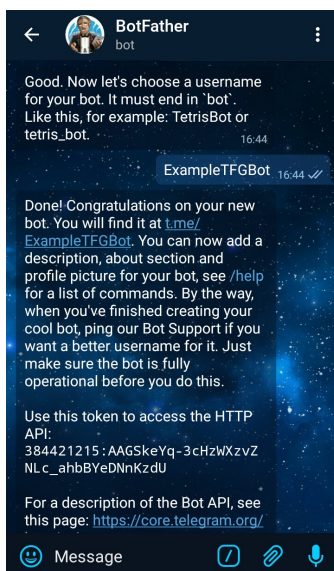 BotFather
bot
Good. Now let's choose a username
for your bot. It must end in `bot`.
Like this, for example: TetrisBot or
tetris_bot.
16:44
ExampleTFGBot 16:44
Done! Congratulations on your new
bot. You will find it at t.me/
ExampleTFGBot. You can now add a
description, about section and
profile picture for your bot, see /help
for a list of commands. By the way,
when you've finished creating your
cool bot, ping our Bot Support if you
want a better username for it. Just
make sure the bot is fully
operational before you do this.
Use this token to access the HTTP
API:
384421215:AAGSkeYq-3cHzWXzvZ
NLc_ahbBYeDNnKzdU
For a description of the Bot API, see
this page: https://core.telegram.org/
Message